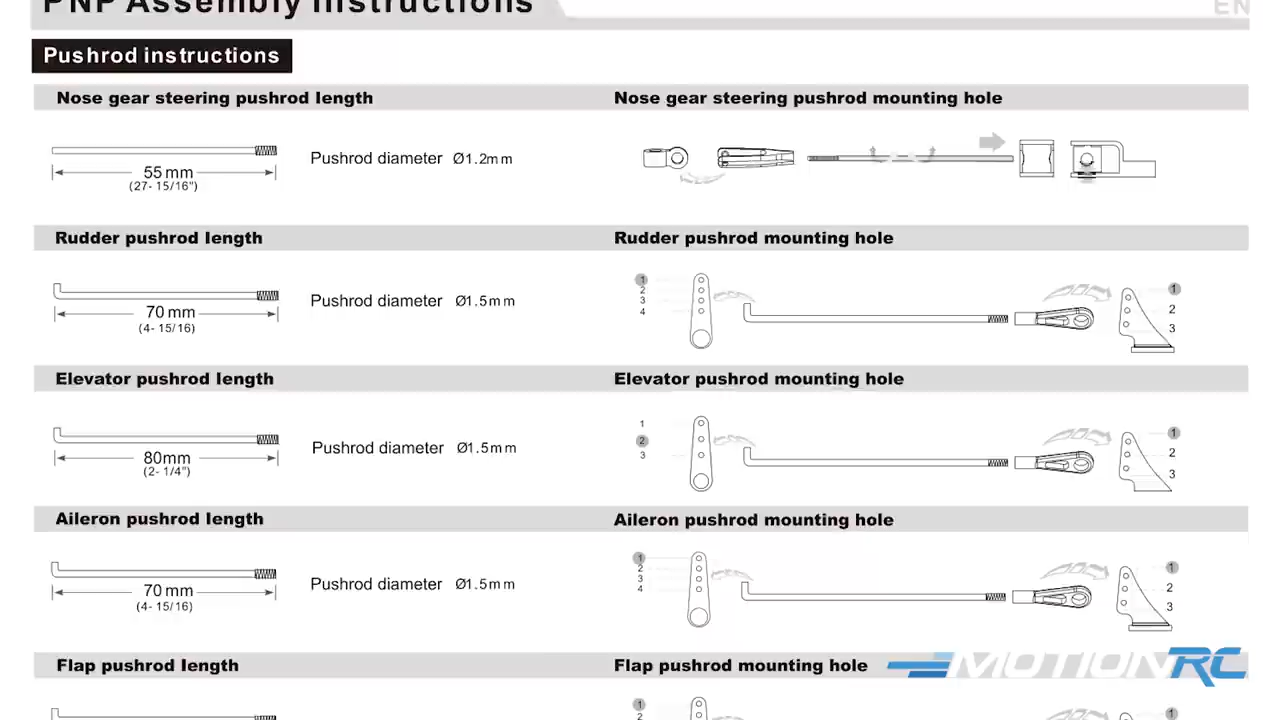 PNP Assembly Instructions
EN
Pushrod instructions
Nose gear steering pushrod length
Nose gear steering pushrod mounting hole
55 mm
(27- 15/16")
Pushrod diameter Ø1.2mm
Rudder pushrod length
Rudder pushrod mounting hole
70 mm
(4- 15/16)
Pushrod diameter Ø1.5mm
1
2
3
4
1
2
3
Elevator pushrod length
Elevator pushrod mounting hole
80mm
(2- 1/4")
Pushrod diameter Ø1.5mm
1
2
3
1
2
3
Aileron pushrod length
Aileron pushrod mounting hole
70 mm
(4- 15/16)
Pushrod diameter Ø1.5mm
1
2
3
4
1
2
3
Flap pushrod length
Flap pushrod mounting hole
MOTION RC
1
2
1